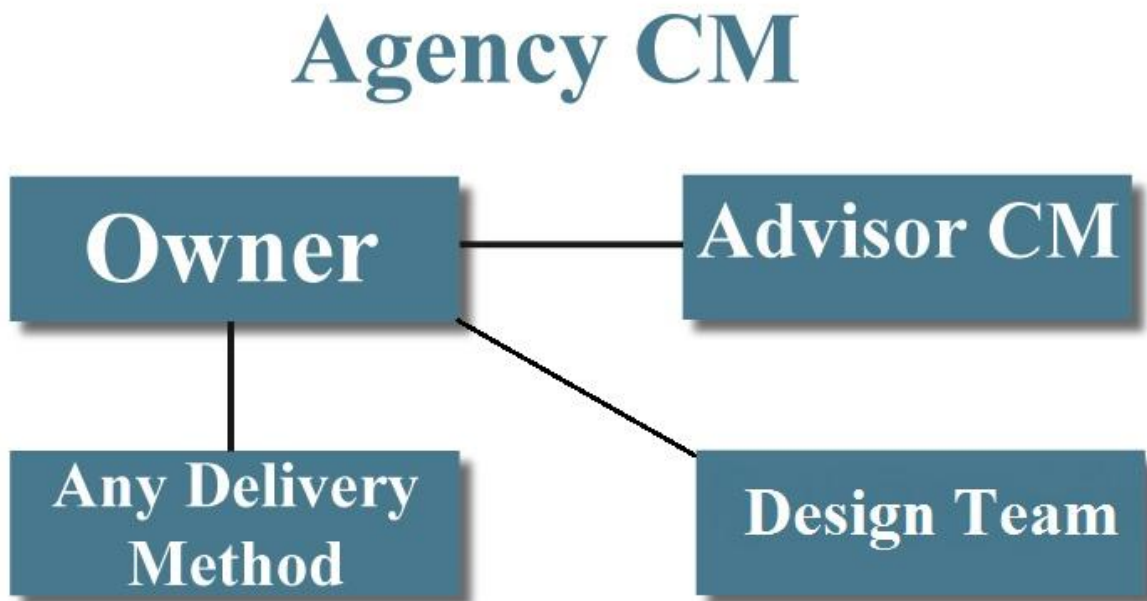 Agency CM
Owner
Advisor CM
Any Delivery
Method
Design Team